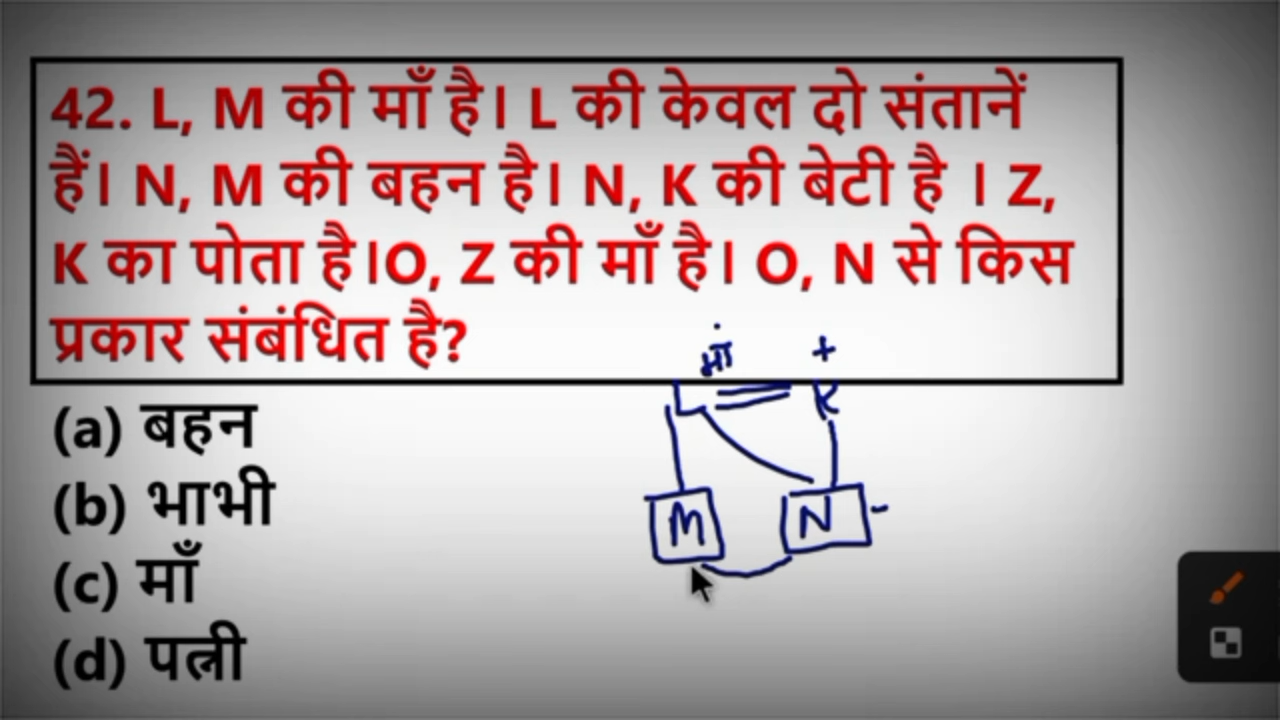 42. L, M की माँ है। L की केवल दो संतानें
हैं। N, M की बहन है। N, K की बेटी है । Z,
K का पोता है।O, Z की माँ है। O, N से किस
प्रकार संबंधित है?
माँ +
L K
M N -
(a) बहन
(b) भाभी
(c) माँ
(d) पत्नी